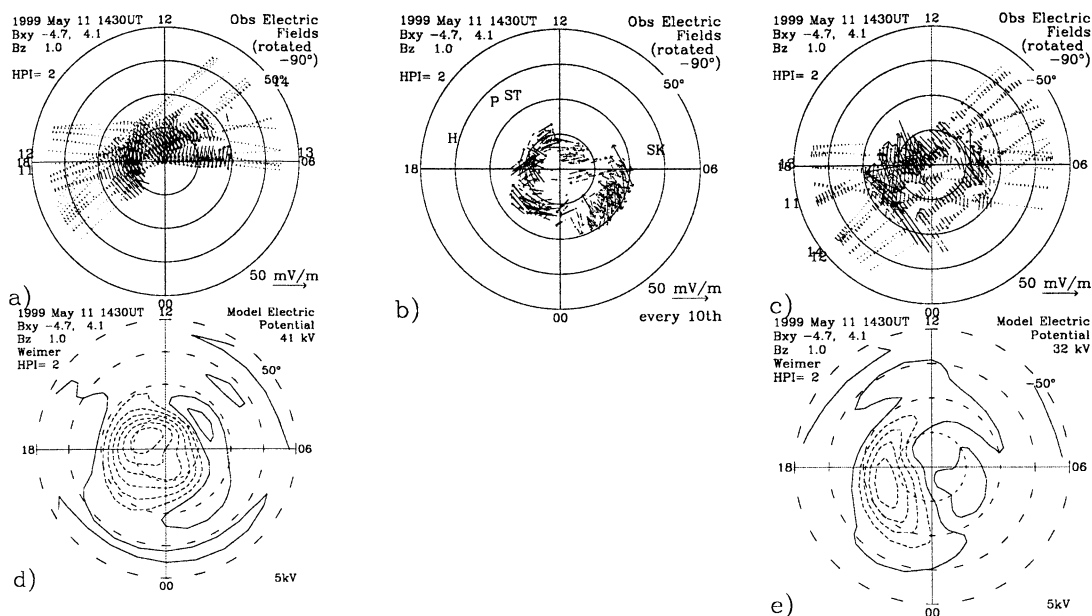 1999 May 11 1430UT
Bxy -4.7, 4.1
Bz 1.0
HPI= 2
12
Obs Electric
Fields
(rotated
-90°)
50°
14
18
11
13
06
00
50 mV/m
a)
1999 May 11 1430UT
Bxy -4.7, 4.1
Bz 1.0
HPI= 2
12
Obs Electric
Fields
(rotated
-90°)
50°
P ST
H
SK
18
06
00
50 mV/m
every 10th
b)
1999 May 11 1430UT
Bxy -4.7, 4.1
Bz 1.0
HPI= 2
12
Obs Electric
Fields
(rotated
-90°)
-50°
06
11
14
00
50 mV/m
c)
1999 May 11 1430UT
Bxy -4.7, 4.1
Bz 1.0
Weimer
HPI= 2
12
Model Electric
Potential
41 kV
50°
18
06
00
5kV
d)
1999 May 11 1430UT
Bxy -4.7, 4.1
Bz 1.0
Weimer
HPI= 2
12
Model Electric
Potential
32 kV
-50°
18
06
00
5kV
e)